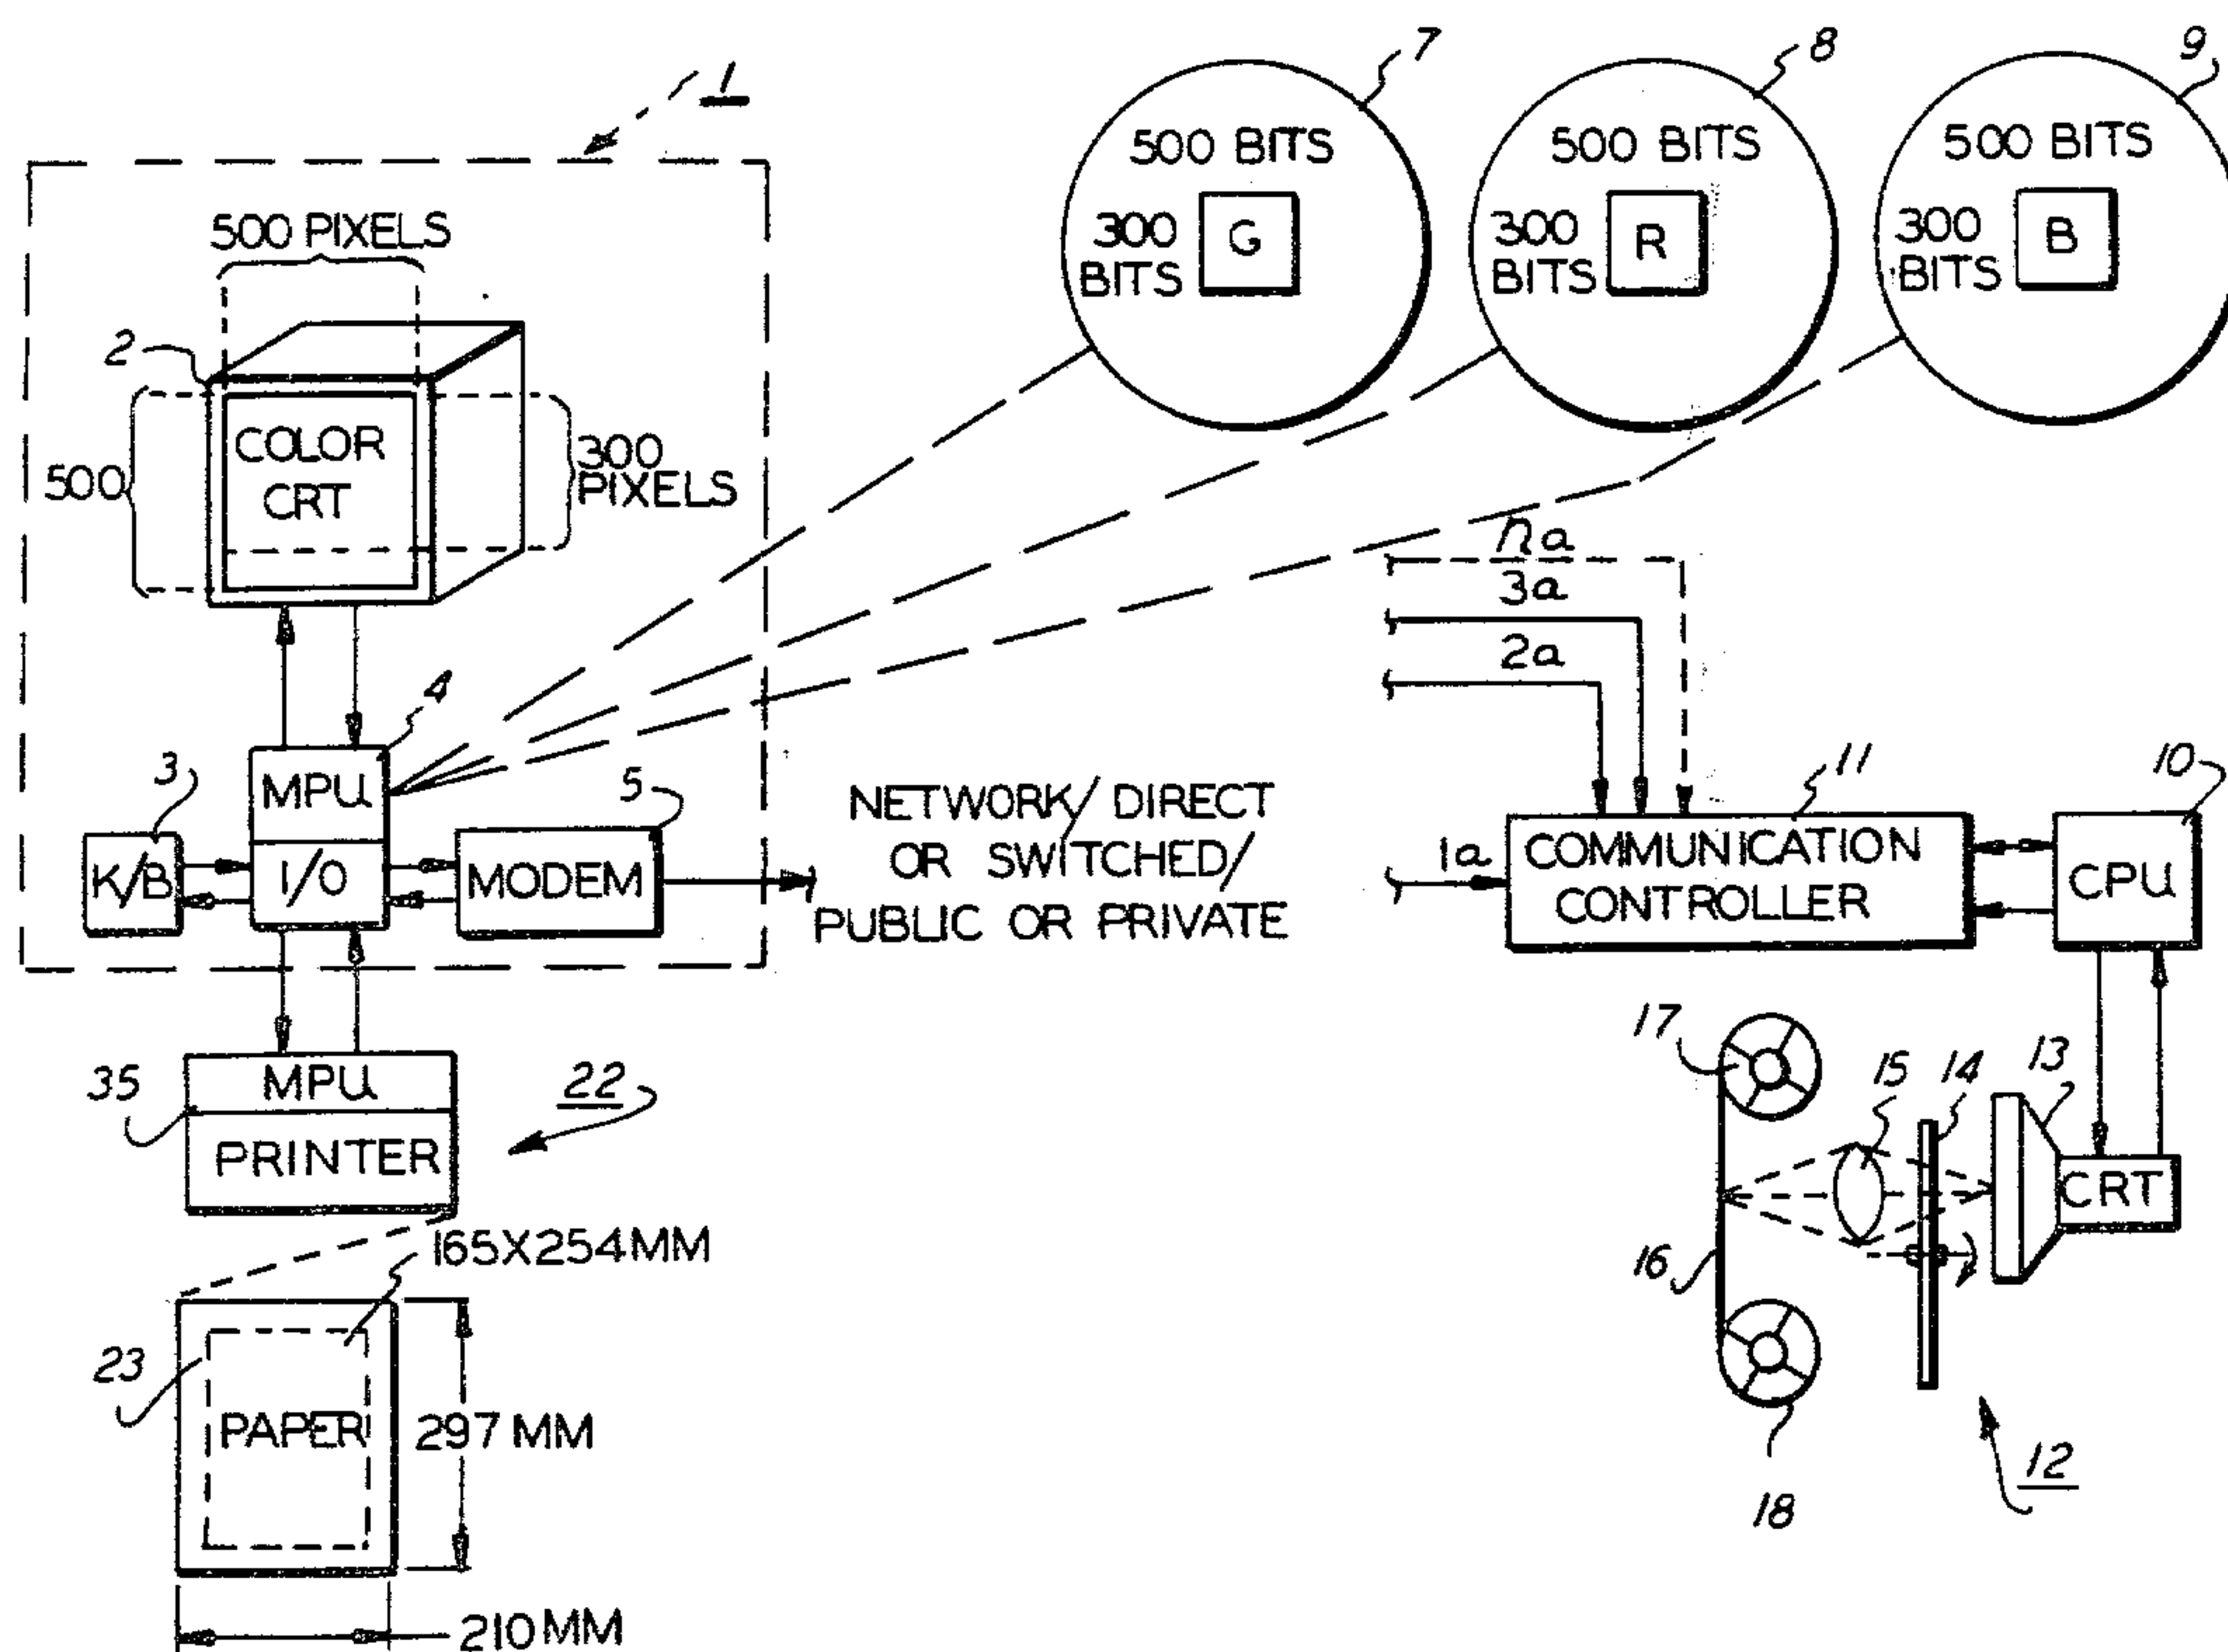 1
500 PIXELS
2
COLOR
CRT
500
300
PIXELS
7
500 BITS
300
BITS
G
8
500 BITS
300
BITS
R
9
500 BITS
300
BITS
B
4
MPU
I/O
3
K/B
5
MODEM
NETWORK/ DIRECT
OR SWITCHED/
PUBLIC OR PRIVATE
na
3a
2a
1a
11
COMMUNICATION
CONTROLLER
10
CPU
35
MPU
PRINTER
22
165X254MM
23
PAPER
297 MM
210 MM
17
16
18
15
14
13
CRT
12